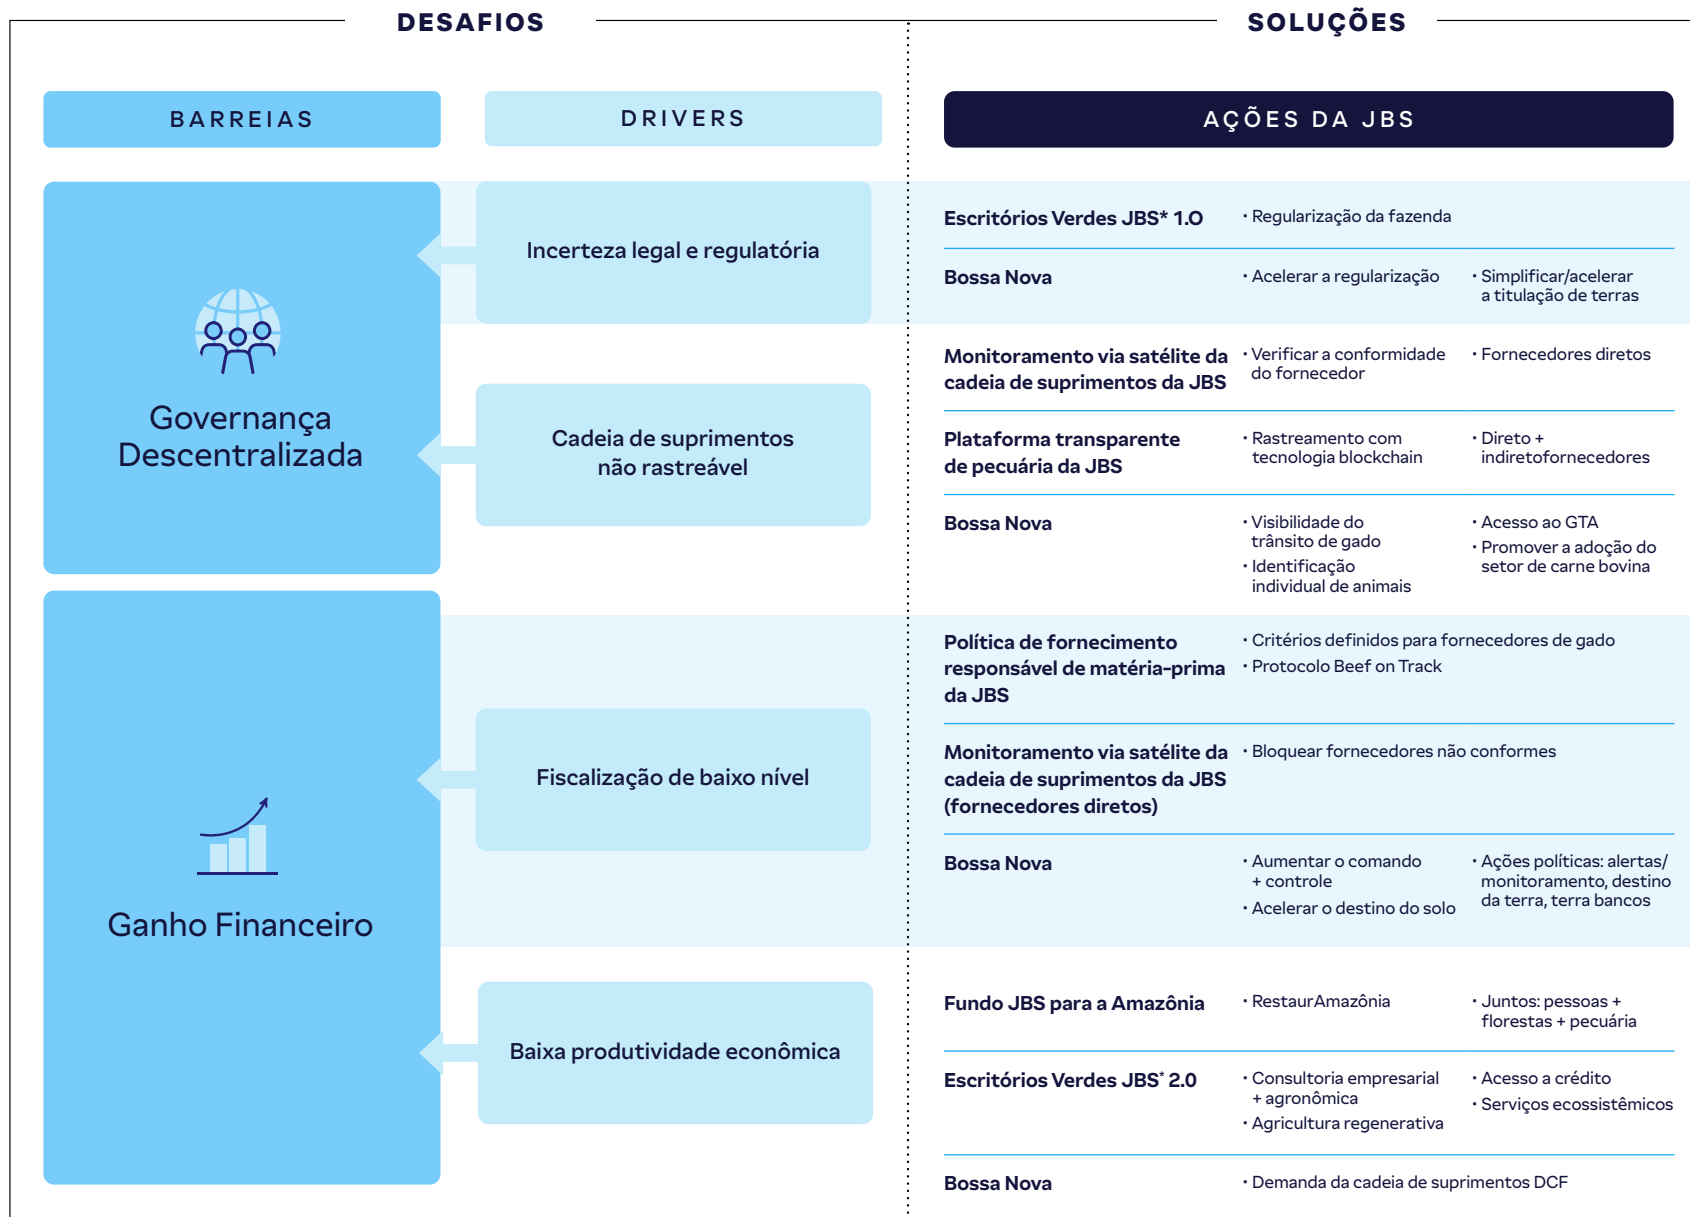 DESAFIOS
SOLUÇÕES
BARREIAS
DRIVERS
AÇÕES DA JBS
Governança
Descentralizada
Incerteza legal e regulatória
Escritórios Verdes JBS* 1.0
· Regularização da fazenda
Bossa Nova
· Acelerar a regularização
· Simplificar/acelerar
a titulação de terras
Cadeia de suprimentos
não rastreável
Monitoramento via satélite da
cadeia de suprimentos da JBS
· Verificar a conformidade
do fornecedor
· Fornecedores diretos
Plataforma transparente
de pecuária da JBS
· Rastreamento com
tecnologia blockchain
· Direto +
indiretofornecedores
Bossa Nova
· Visibilidade do
trânsito de gado
· Identificação
individual de animais
· Acesso ao GTA
· Promover a adoção do
setor de carne bovina
Ganho Financeiro
Fiscalização de baixo nível
Política de fornecimento
responsável de matéria-prima
da JBS
· Critérios definidos para fornecedores de gado
· Protocolo Beef on Track
Monitoramento via satélite da
cadeia de suprimentos da JBS
(fornecedores diretos)
· Bloquear fornecedores não conformes
Bossa Nova
· Aumentar o comando
+ controle
· Acelerar o destino do solo
· Ações políticas: alertas/
monitoramento, destino
da terra, terra bancos
Baixa produtividade econômica
Fundo JBS para a Amazônia
· RestaurAmazônia
· Juntos: pessoas +
florestas + pecuária
Escritórios Verdes JBS* 2.0
· Consultoria empresarial
+ agronômica
· Agricultura regenerativa
· Acesso a crédito
· Serviços ecossistêmicos
Bossa Nova
· Demanda da cadeia de suprimentos DCF